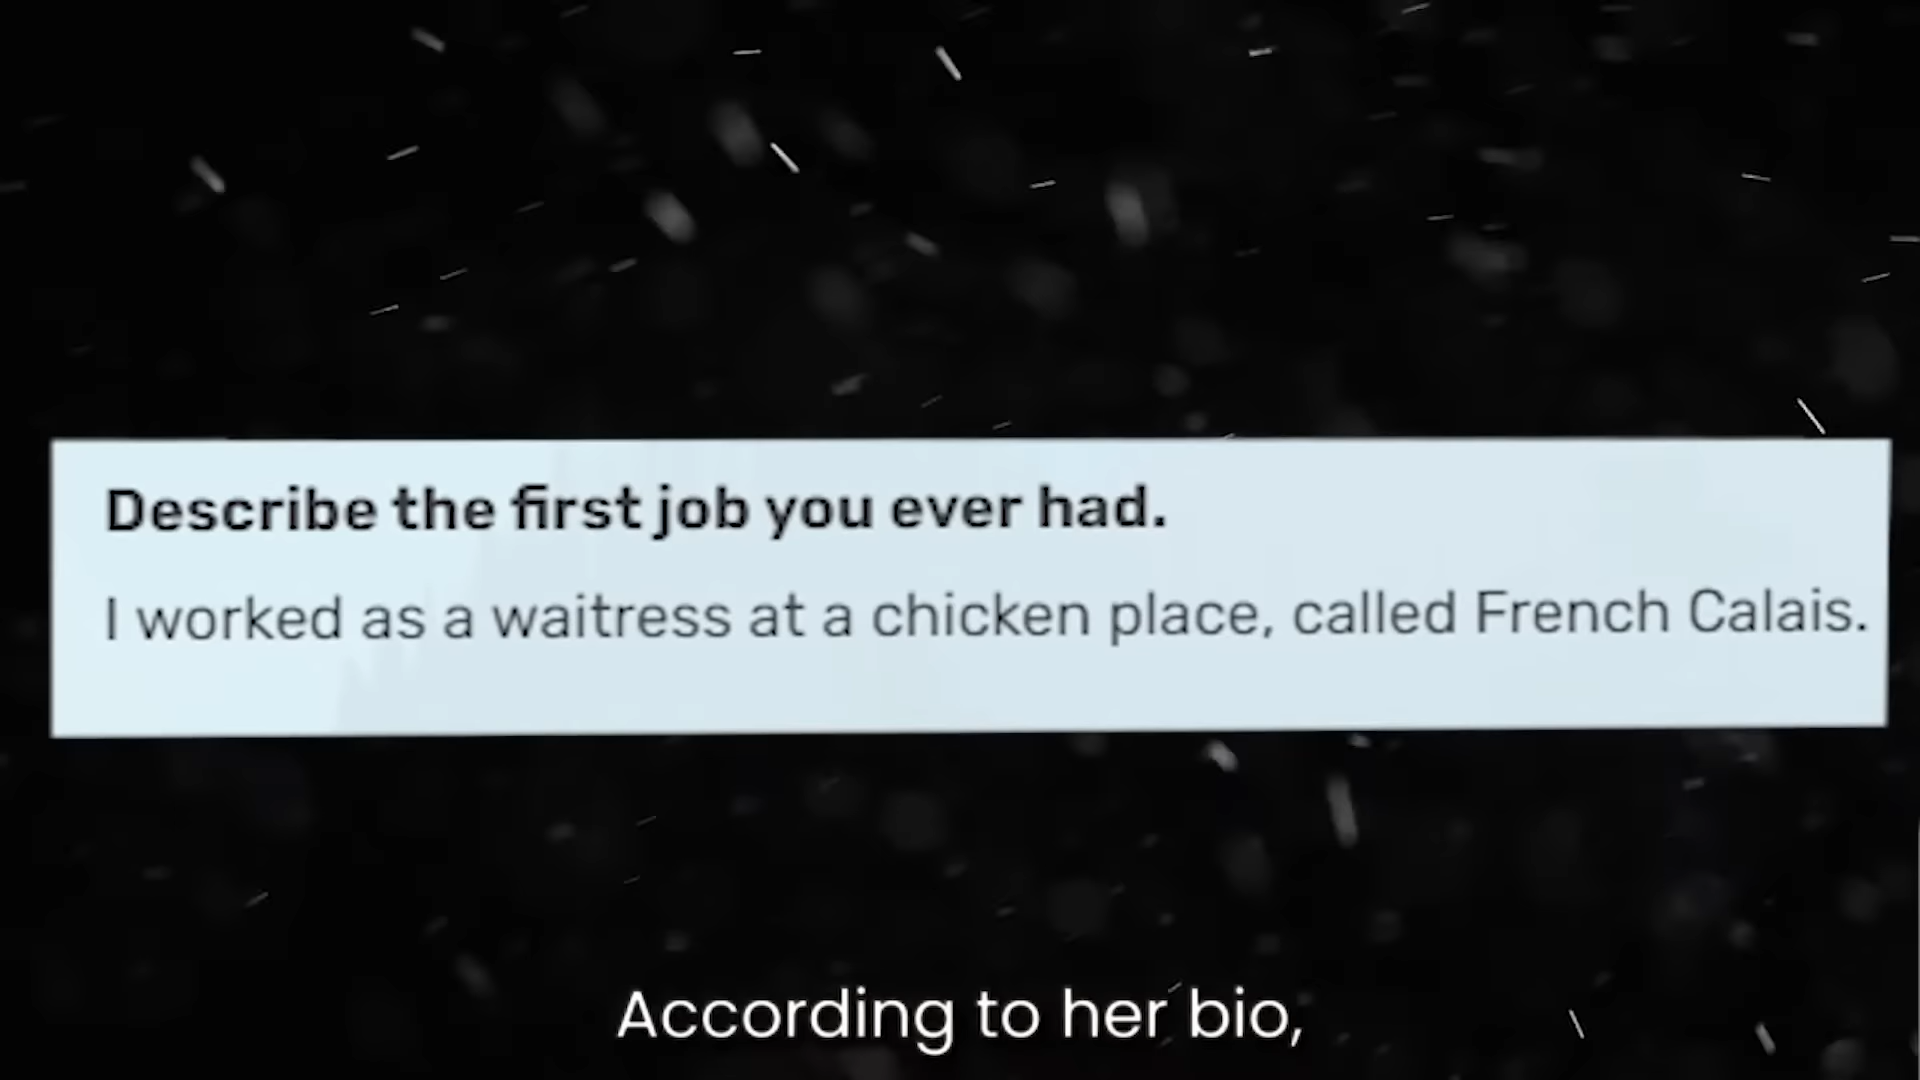 Describe the first job you ever had.
I worked as a waitress at a chicken place, called French Calais.
According to her bio,